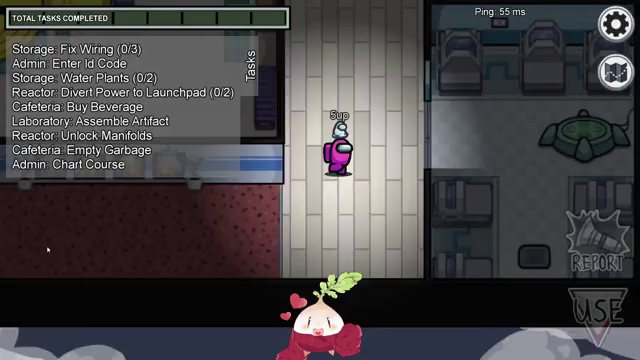 TOTAL TASKS COMPLETED
Ping: 55 ms
Storage: Fix Wiring (0/3)
Admin: Enter Id Code
Storage: Water Plants (0/2)
Reactor: Divert Power to Launchpad (0/2)
Cafeteria: Buy Beverage
Laboratory: Assemble Artifact
Reactor: Unlock Manifolds
Cafeteria: Empty Garbage
Admin: Chart Course
Tasks
5up
REPORT
USE